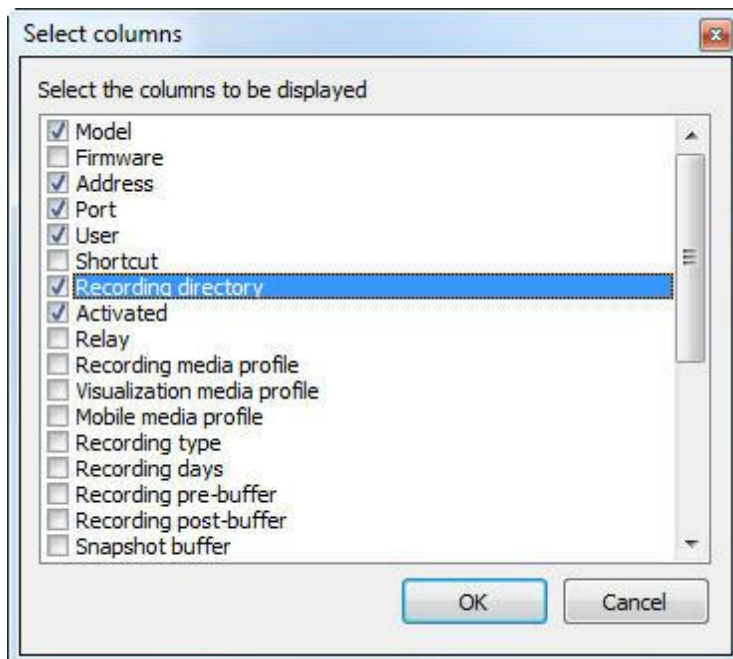 Select columns
Select the columns to be displayed
Model
Firmware
Address
Port
User
Shortcut
Recording directory
Activated
Relay
Recording media profile
Visualization media profile
Mobile media profile
Recording type
Recording days
Recording pre-buffer
Recording post-buffer
Snapshot buffer
OK Cancel